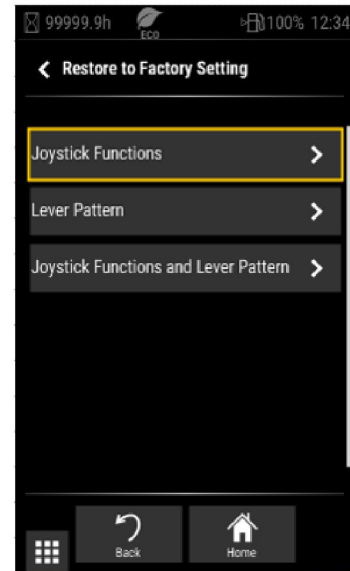 99999.9h ECO 100% 12:34
Restore to Factory Setting
Joystick Functions
Lever Pattern
Joystick Functions and Lever Pattern
Back Home